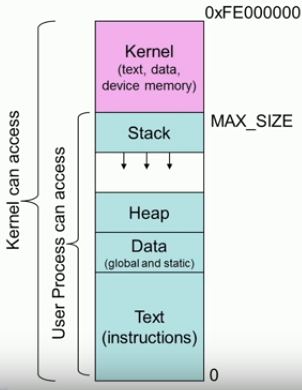 0xFE000000
Kernel
(text, data,
device memory)
MAX_SIZE
Stack
Heap
Data
(global and static)
Text
(instructions)
0
Kernel can access
User Process can access